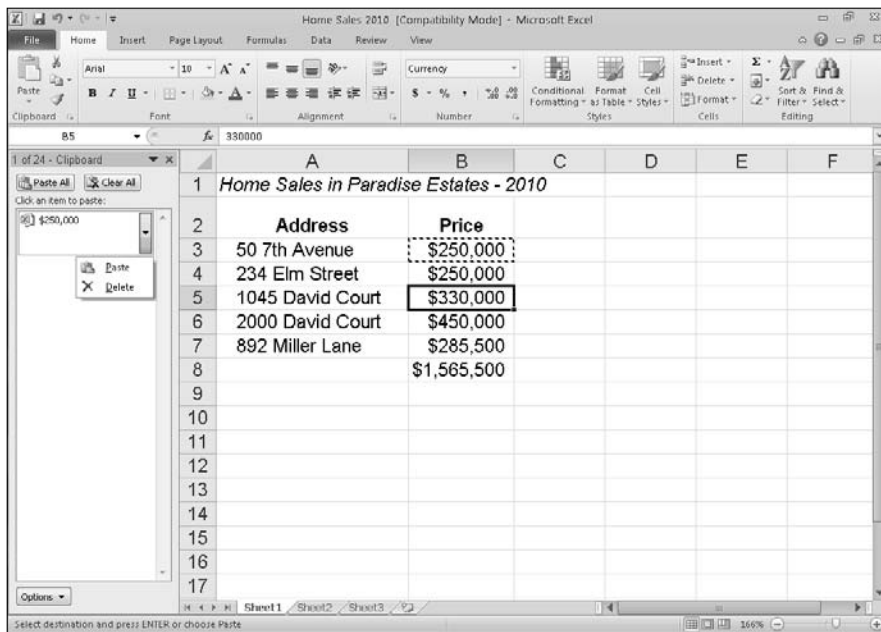 Home Sales 2010 [Compatibility Mode] - Microsoft Excel
File Home Insert Page Layout Formulas Data Review View
Paste
Arial 10 A A
B I U A
Currency
$ % ,
Conditional Formatting Format as Table Cell Styles
Insert
Delete
Format
Σ
Sort & Filter Find & Select
Clipboard Font Alignment Number Styles Cells Editing
B5 fx 330000
1 of 24 - Clipboard
Paste All Clear All
Click an item to paste:
$250,000
Paste
Delete
A B C D E F
1 Home Sales in Paradise Estates - 2010
2 Address Price
3 50 7th Avenue $250,000
4 234 Elm Street $250,000
5 1045 David Court $330,000
6 2000 David Court $450,000
7 892 Miller Lane $285,500
8 $1,565,500
9
10
11
12
13
14
15
16
17
Options
Sheet1 Sheet2 Sheet3
Select destination and press ENTER or choose Paste 166%